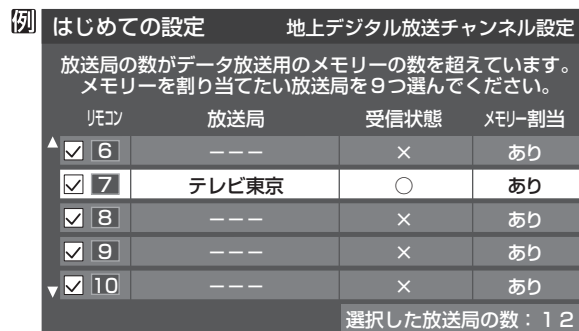 例
はじめての設定 地上デジタル放送チャンネル設定
放送局の数がデータ放送用のメモリーの数を超えています。
メモリーを割り当てたい放送局を9つ選んでください。
リモコン 放送局 受信状態 メモリー割当
6 ――― × あり
7 テレビ東京 ○ あり
8 ――― × あり
9 ――― × あり
10 ――― × あり
選択した放送局の数：12